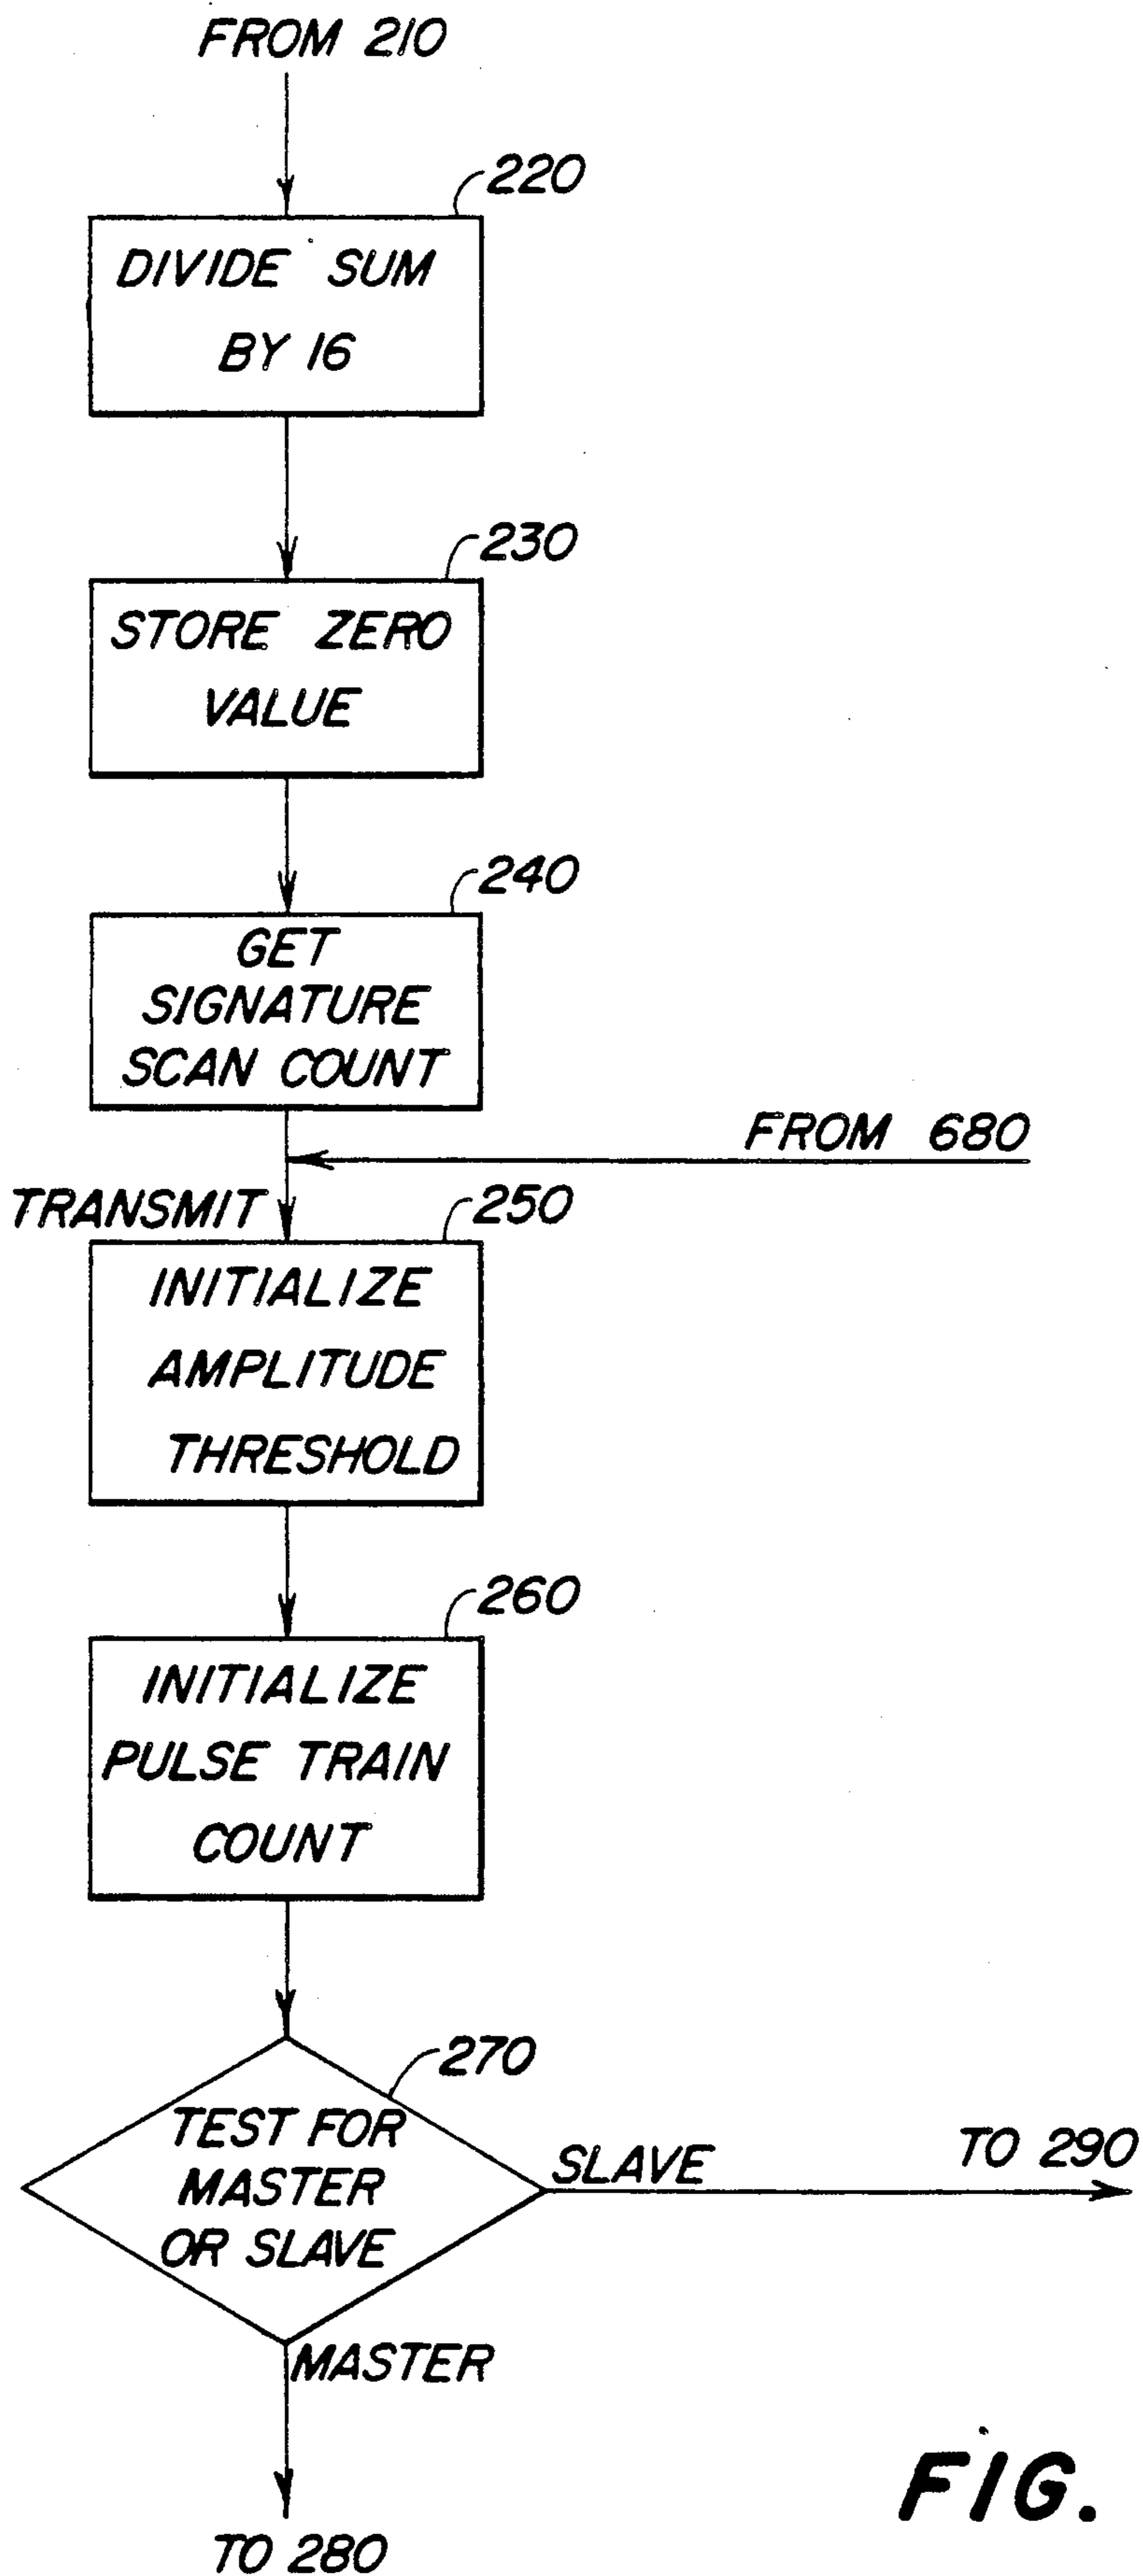 FROM 210
220
DIVIDE SUM
BY 16
230
STORE ZERO
VALUE
240
GET
SIGNATURE
SCAN COUNT
FROM 680
TRANSMIT
250
INITIALIZE
AMPLITUDE
THRESHOLD
260
INITIALIZE
PULSE TRAIN
COUNT
270
TEST FOR
MASTER
OR SLAVE
SLAVE
TO 290
MASTER
TO 280
FIG.